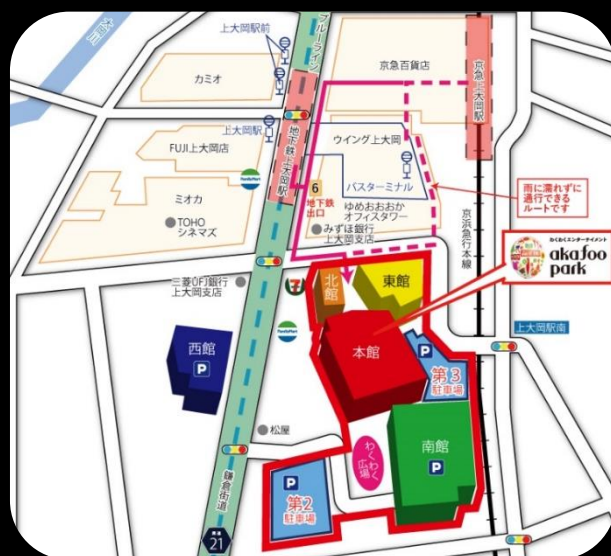 三田才
上大岡駅前
カミオ
ブルーライン
京急百貨店
京急上大岡駅
上大岡駅
地下鉄上大岡駅
FUJI上大岡店
ウイング上大岡
FamilyMart
6
地下鉄
出口
バスターミナル
雨に濡れずに
通行できる
ルートです
ミオカ
TOHO
シネマズ
ゆめおおおか
オフィスタワー
みずほ銀行
上大岡支店
京浜急行本線
わくわくエンターテイメント
akafoo
park
三菱UFJ銀行
上大岡支店
北館
東館
上大岡駅南
FamilyMart
西館
P
本館
P
第3
駐車場
松屋
わくわく
広場
南館
P
鎌倉街道
P
第2
駐車場
県道
21